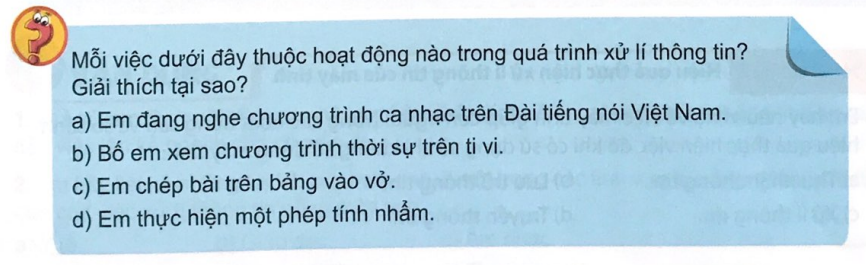 Mỗi việc dưới đây thuộc hoạt động nào trong quá trình xử lí thông tin?
Giải thích tại sao?
a) Em đang nghe chương trình ca nhạc trên Đài tiếng nói Việt Nam.
b) Bố em xem chương trình thời sự trên ti vi.
c) Em chép bài trên bảng vào vở.
d) Em thực hiện một phép tính nhẩm.